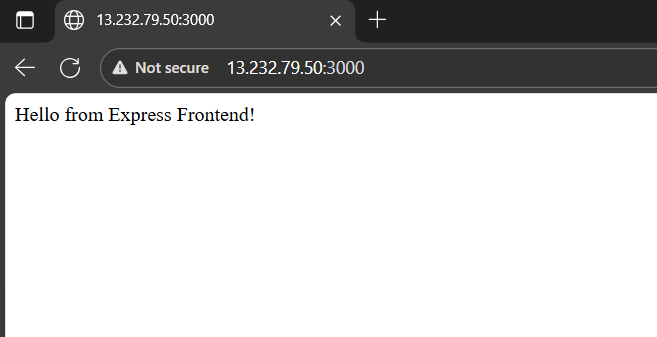 13.232.79.50:3000
Not secure 13.232.79.50:3000
Hello from Express Frontend!